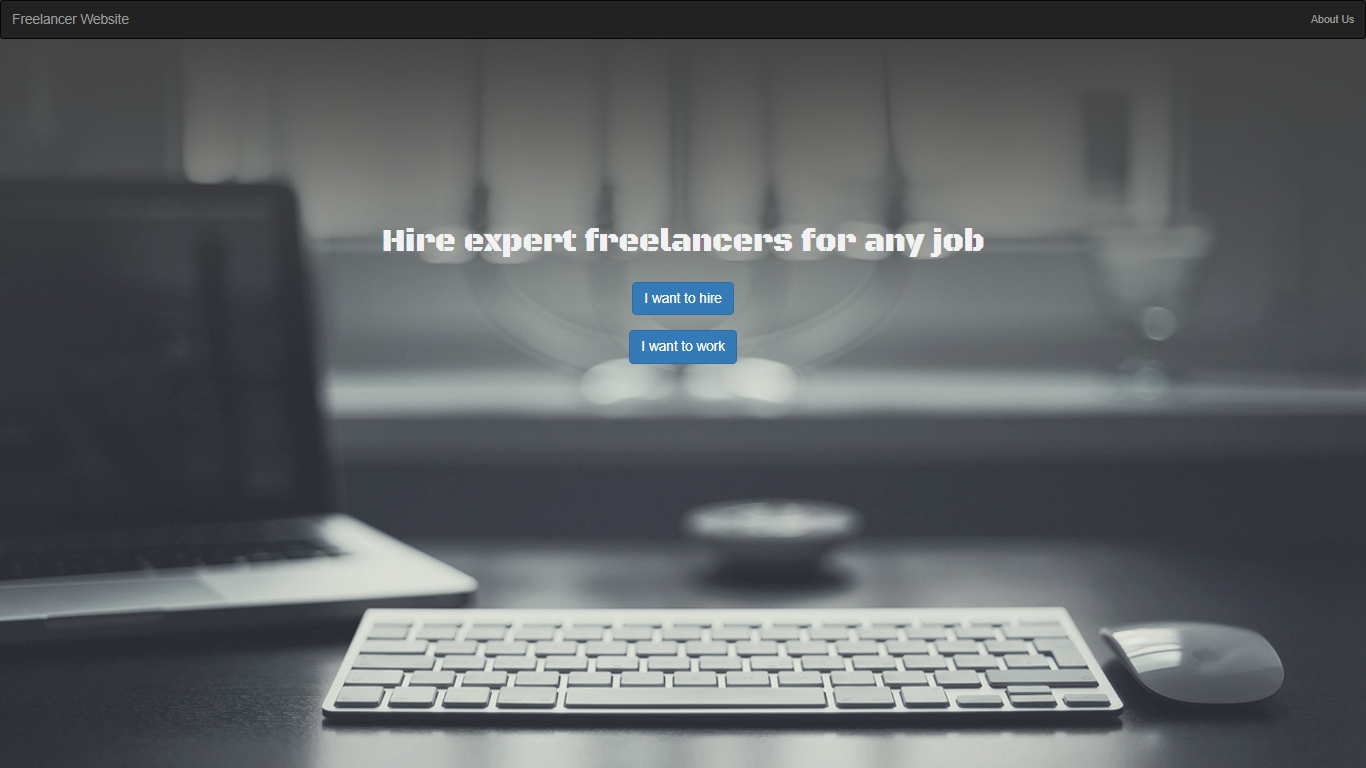 Freelancer Website
About Us
Hire expert freelancers for any job
I want to hire
I want to work